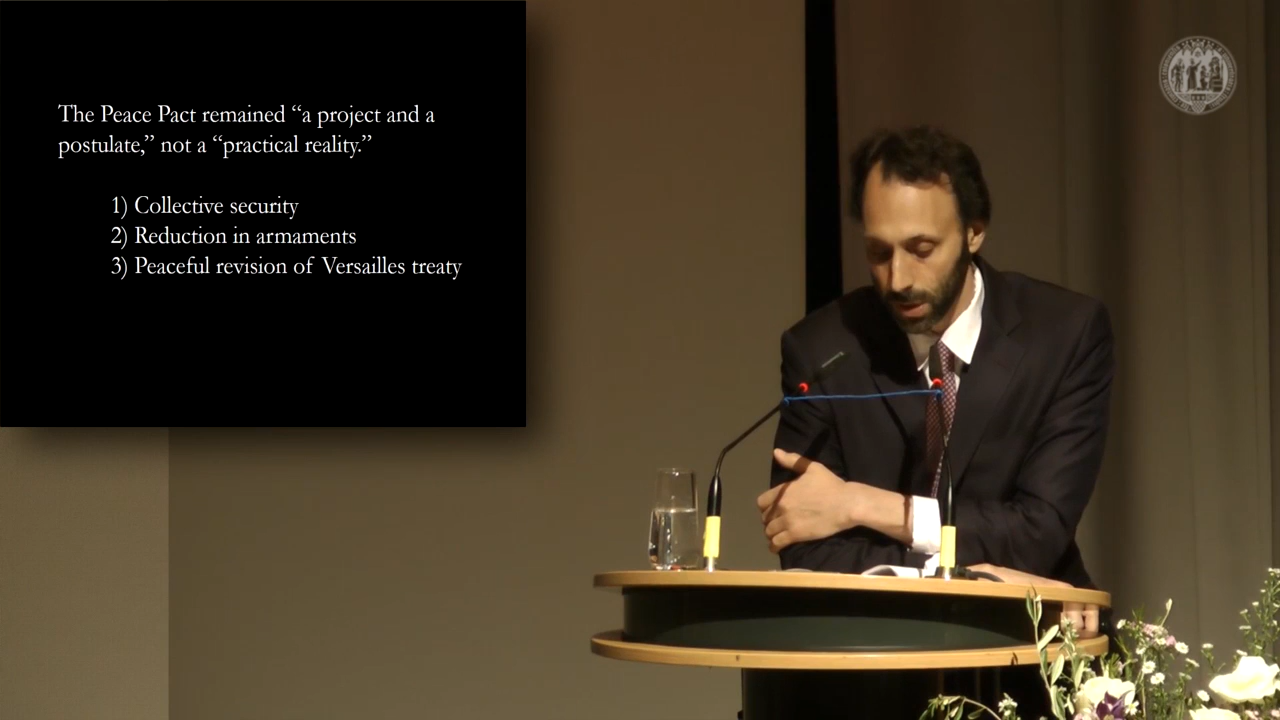 The Peace Pact remained “a project and a
postulate,” not a “practical reality.”
1) Collective security
2) Reduction in armaments
3) Peaceful revision of Versailles treaty